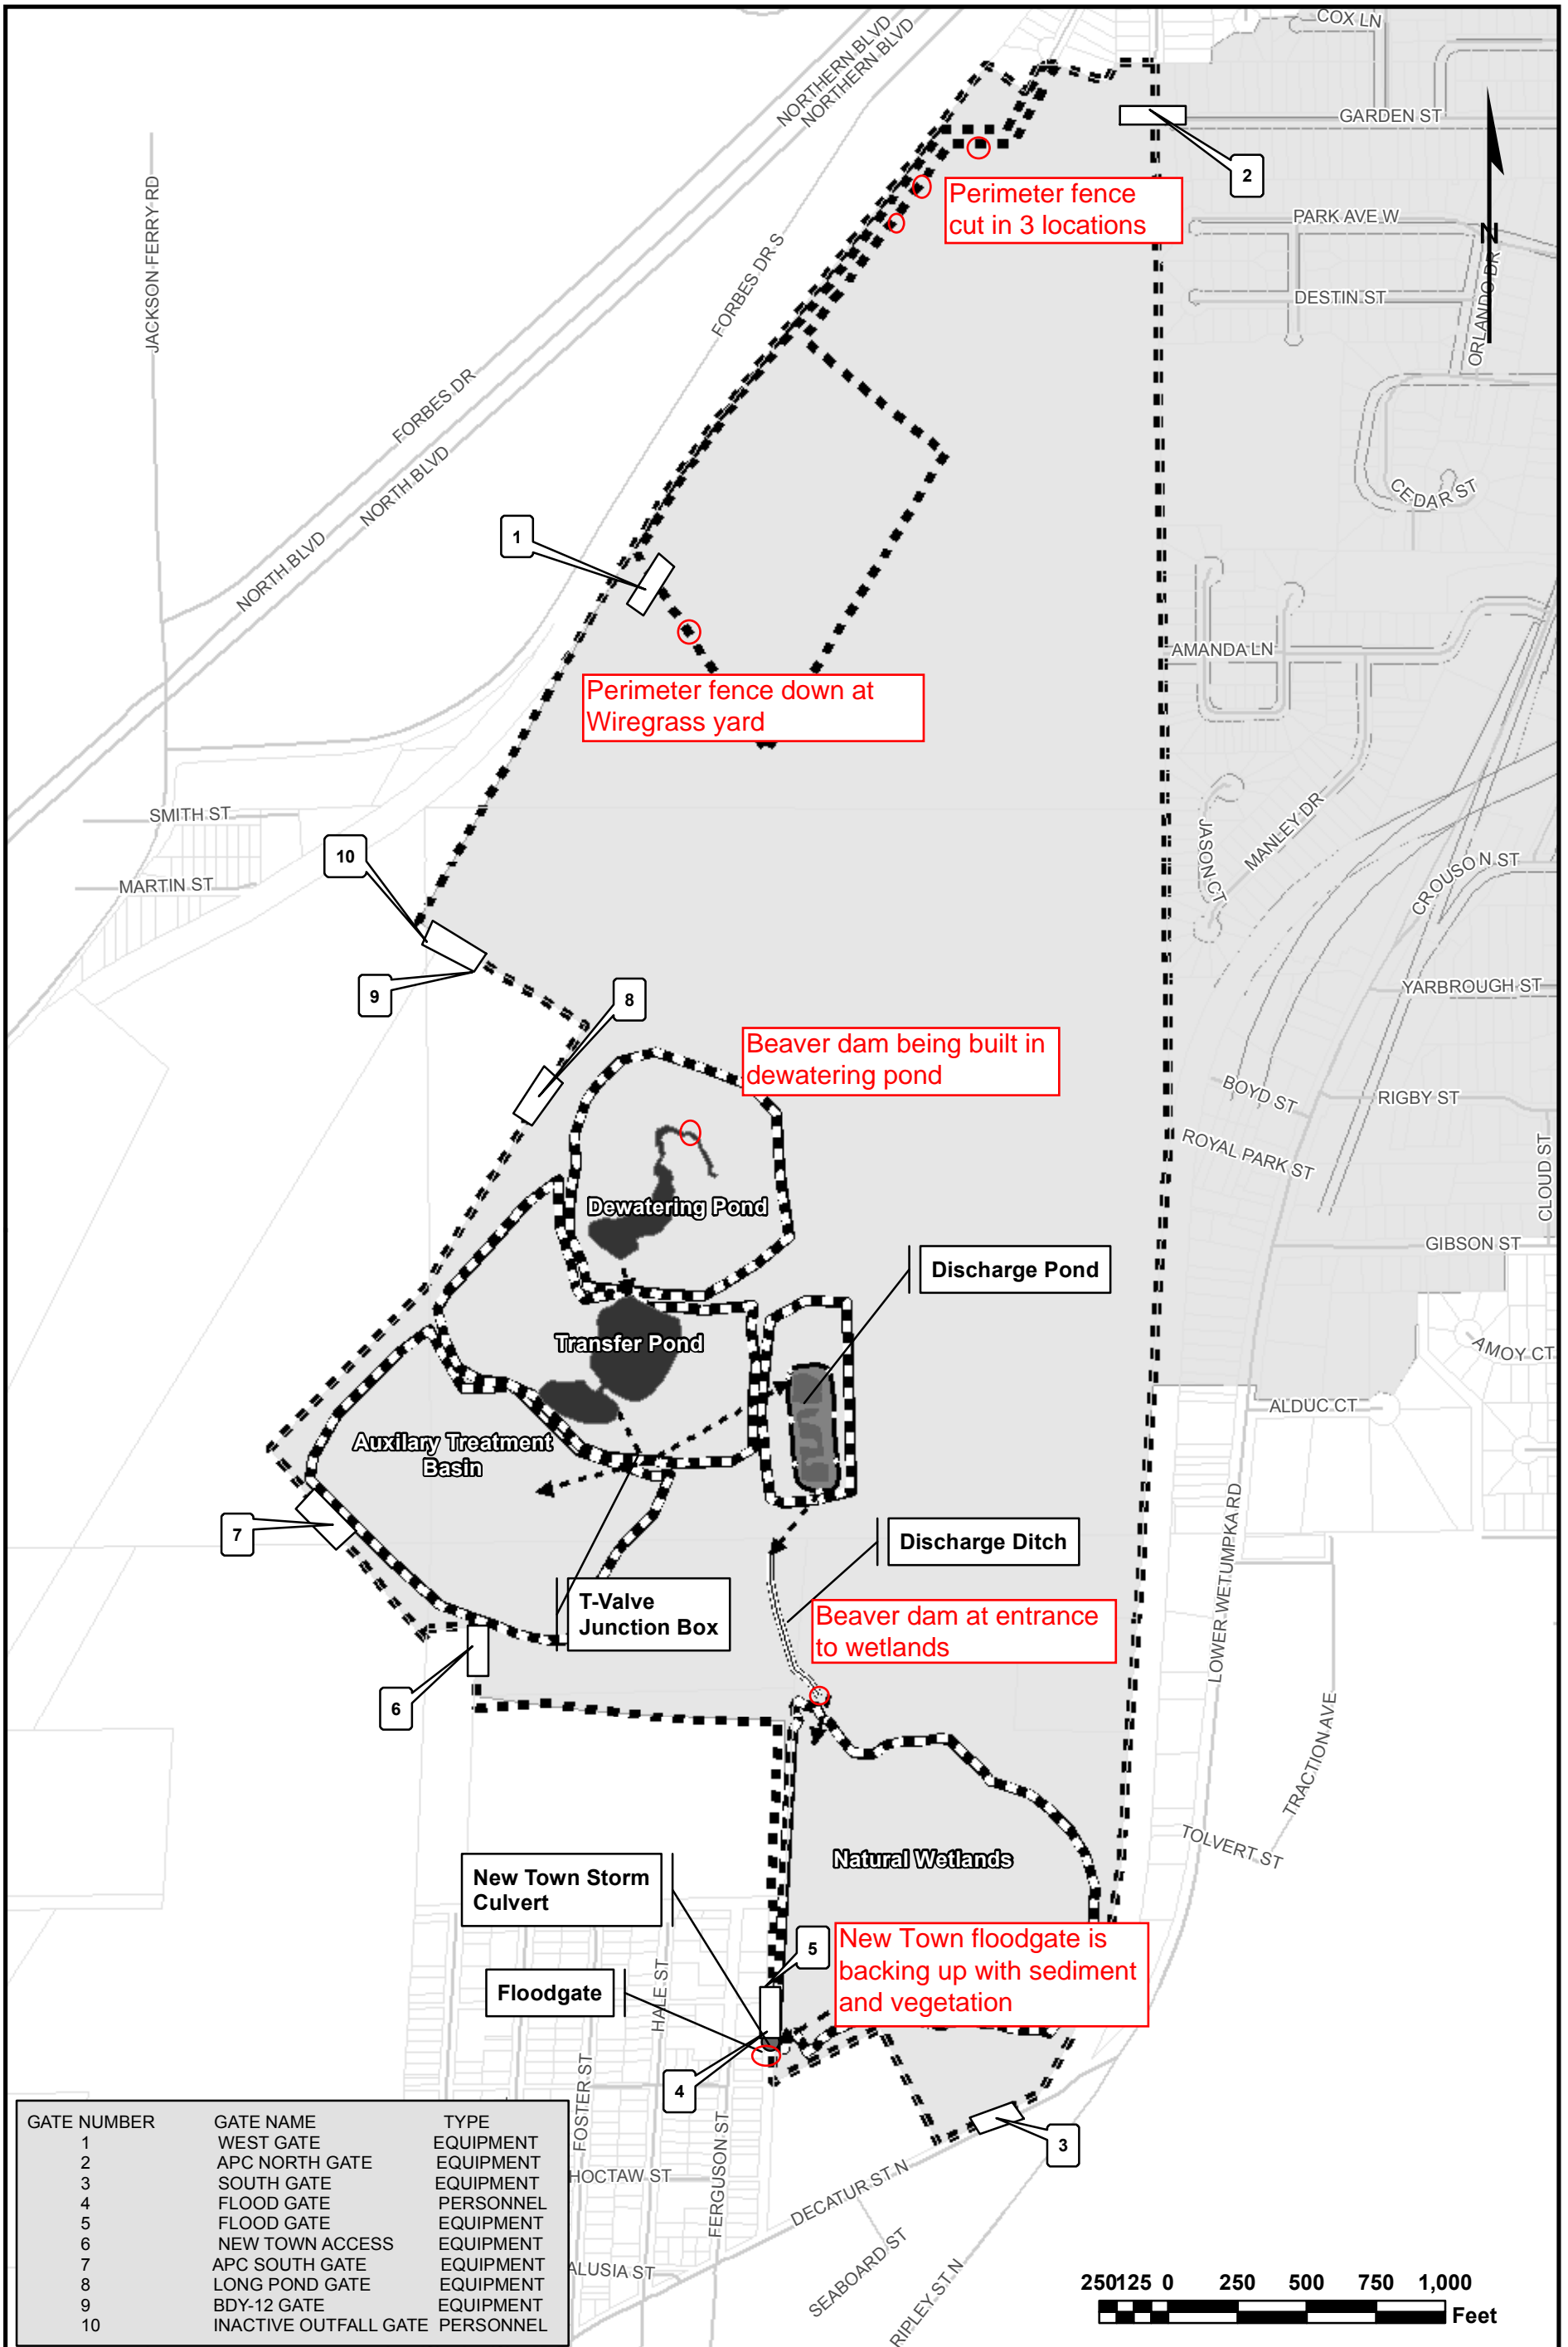 COX LN
NORTHERN BLVD
NORTHERN BLVD
GARDEN ST
2
JACKSON FERRY RD
Perimeter fence
cut in 3 locations
PARK AVE W
N
FORBES DR S
DESTIN ST
ORLANDO DR
FORBES DR
NORTH BLVD
CEDAR ST
1
NORTH BLVD
AMANDA LN
Perimeter fence down at
Wiregrass yard
SMITH ST
MANLEY DR
JASON CT
10
MARTIN ST
CROUSON ST
9
8
YARBROUGH ST
Beaver dam being built in
dewatering pond
BOYD ST
RIGBY ST
ROYAL PARK ST
CLOUD ST
Dewatering Pond
GIBSON ST
Discharge Pond
Transfer Pond
AMOY CT
ALDUC CT
Auxilary Treatment
Basin
LOWER WETUMPKA RD
7
Discharge Ditch
T-Valve
Junction Box
Beaver dam at entrance
to wetlands
6
TRACTION AVE
TOLVERT ST
Natural Wetlands
New Town Storm
Culvert
5
New Town floodgate is
backing up with sediment
and vegetation
HALE ST
Floodgate
4
FOSTER ST
3
FERGUSON ST
HOCTAW ST
DECATUR ST N
ALUSIA ST
SEABOARD ST
RIPLEY ST N
GATE NUMBER GATE NAME TYPE
1 WEST GATE EQUIPMENT
2 APC NORTH GATE EQUIPMENT
3 SOUTH GATE EQUIPMENT
4 FLOOD GATE PERSONNEL
5 FLOOD GATE EQUIPMENT
6 NEW TOWN ACCESS EQUIPMENT
7 APC SOUTH GATE EQUIPMENT
8 LONG POND GATE EQUIPMENT
9 BDY-12 GATE EQUIPMENT
10 INACTIVE OUTFALL GATE PERSONNEL
250 125 0 250 500 750 1,000
Feet